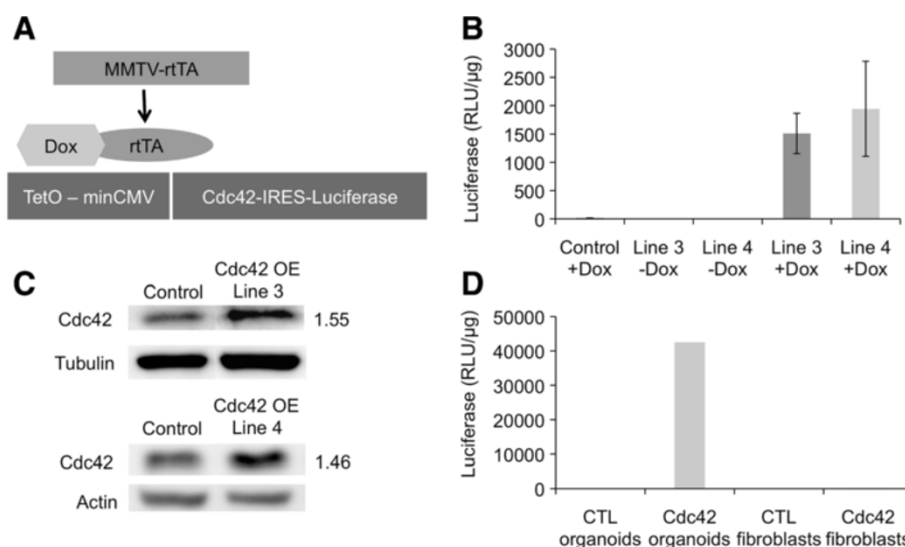 A
MMTV-rtTA
Dox
rtTA
TetO – minCMV
Cdc42-IRES-Luciferase
B
Luciferase (RLU/µg)
3000
2500
2000
1500
1000
500
0
Control
+Dox
Line 3
-Dox
Line 4
-Dox
Line 3
+Dox
Line 4
+Dox
C
Control
Cdc42 OE
Line 3
Cdc42
1.55
Tubulin
Control
Cdc42 OE
Line 4
Cdc42
1.46
Actin
D
Luciferase (RLU/µg)
50000
40000
30000
20000
10000
0
CTL
organoids
Cdc42
organoids
CTL
fibroblasts
Cdc42
fibroblasts